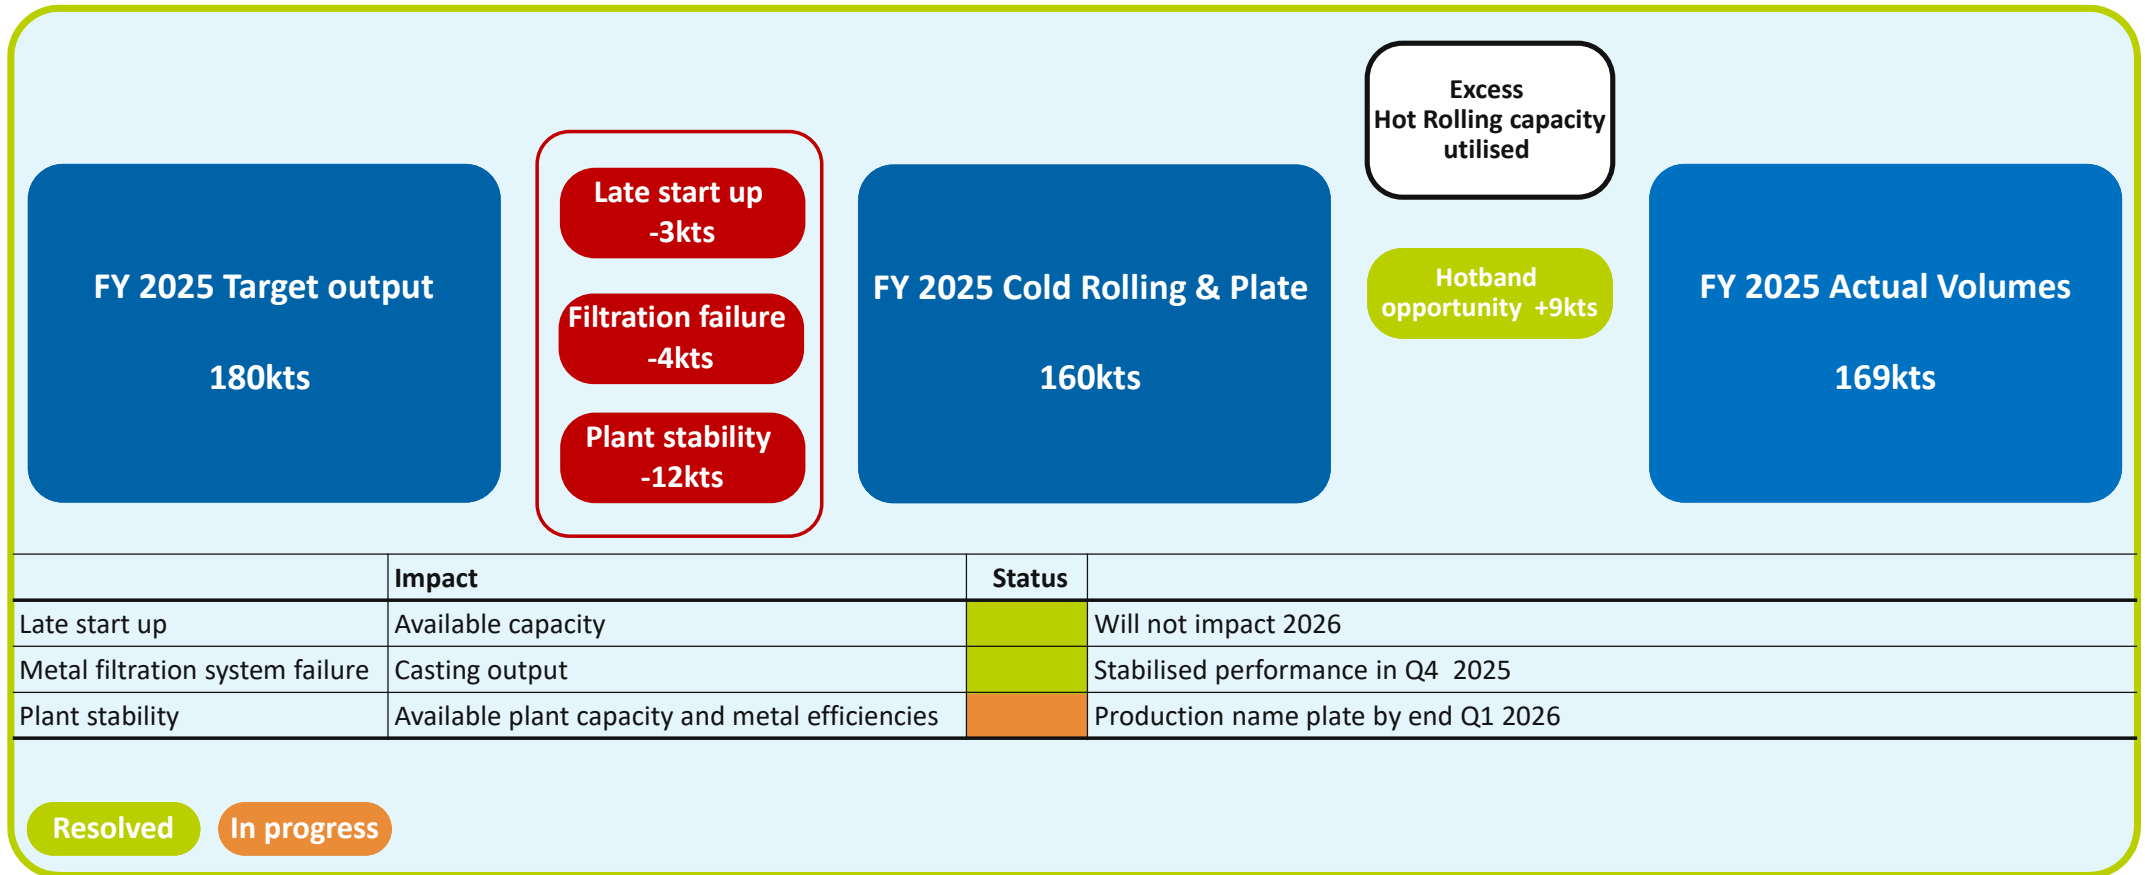 FY 2025 Target output
180kts
Late start up
-3kts
Filtration failure
-4kts
Plant stability
-12kts
FY 2025 Cold Rolling & Plate
160kts
Excess
Hot Rolling capacity
utilised
Hotband
opportunity  +9kts
FY 2025 Actual Volumes
169kts
Impact Status
Late start up Available capacity Will not impact 2026
Metal filtration system failure Casting output Stabilised performance in Q4  2025
Plant stability Available plant capacity and metal efficiencies Production name plate by end Q1 2026
Resolved
In progress